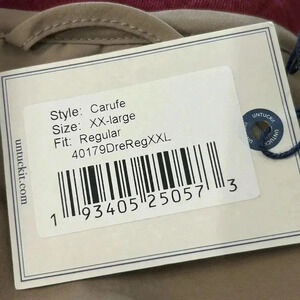 Style: Carufe
Size: XX-large
Fit: Regular
40179DreRegXXL
1 93405 25057 3
untuckit.com
UNTUCKIT